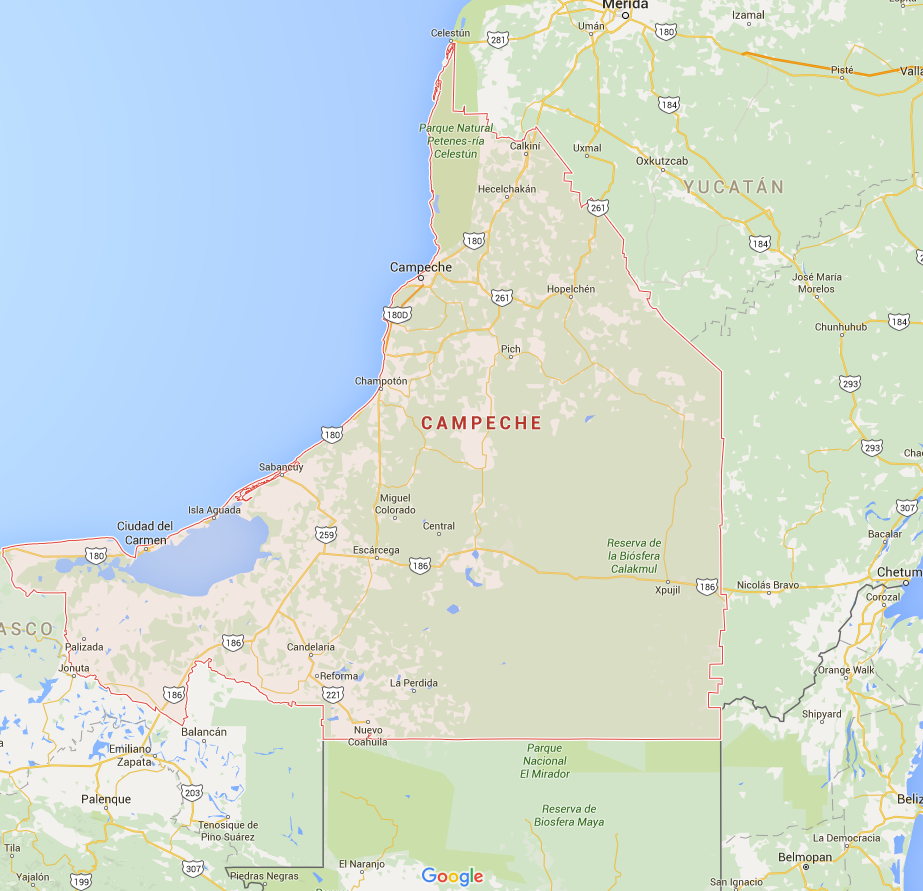 Mérida
Izamal
Umán
180
Celestún
281
Pisté
184
Parque Natural
Petenes-ría
Celestún
Calkiní
Uxmal
Oxkutzcab
YUCATÁN
Hecelchakán
261
180
184
Campeche
José María
Morelos
Hopelchén
261
180D
184
Chunhuhub
Pich
Champotón
293
CAMPECHE
180
293
Sabancuy
Miguel
Colorado
Isla Aguada
307
Ciudad del
Carmen
Central
259
Bacalar
Escárcega
Reserva de
la Biósfera
Calakmul
180
186
Chetum
Xpujil
186
Nicolás Bravo
Corozal
ASCO
186
Palizada
Candelaria
Jonuta
Reforma
Orange Walk
La Perdida
186
221
Shipyard
Nuevo
Coahuila
Balancán
Emiliano
Zapata
Parque
Nacional
El Mirador
203
Palenque
Beliz
Reserva de
Biosfera Maya
Tenosique de
Pino Suárez
La Democracia
Tila
Belmopan
307
El Naranjo
Yajalón
199
Piedras Negras
Google
San Ignacio